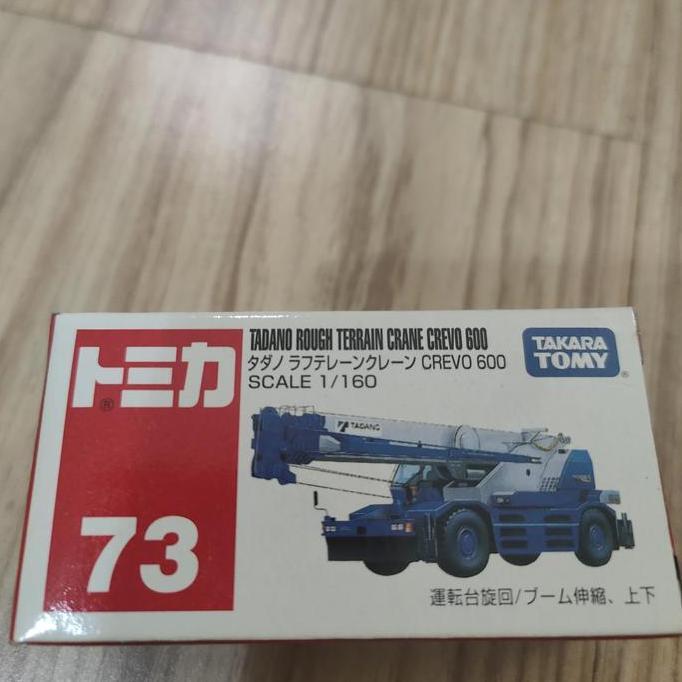 トミカ
®
73
TADANO ROUGH TERRAIN CRANE CREVO 600
タダノ ラフテレーンクレーン CREVO 600
SCALE 1/160
TAKARA
TOMY®
TADANO
運転台旋回/ブーム伸縮、上下